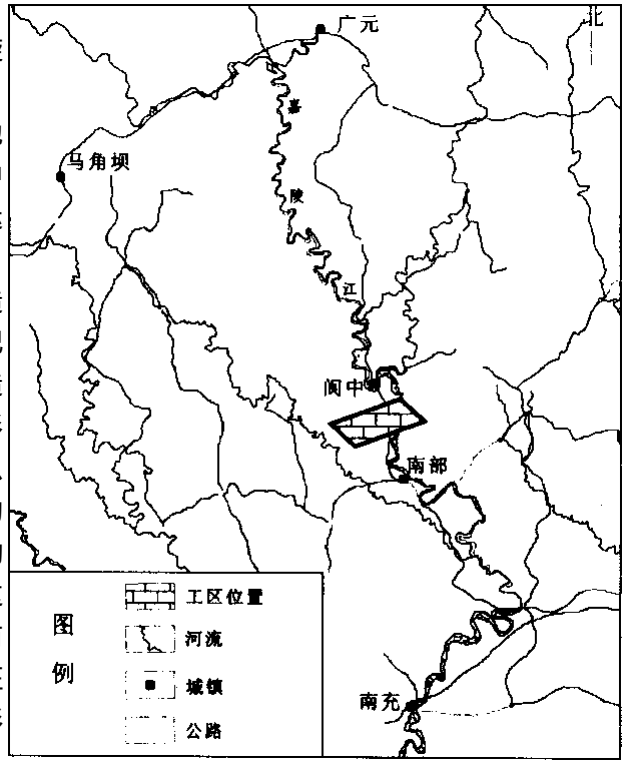 广元
北
嘉
马角坝
陵
江
阆中
南部
图
例
工区位置
河流
城镇
公路
南充